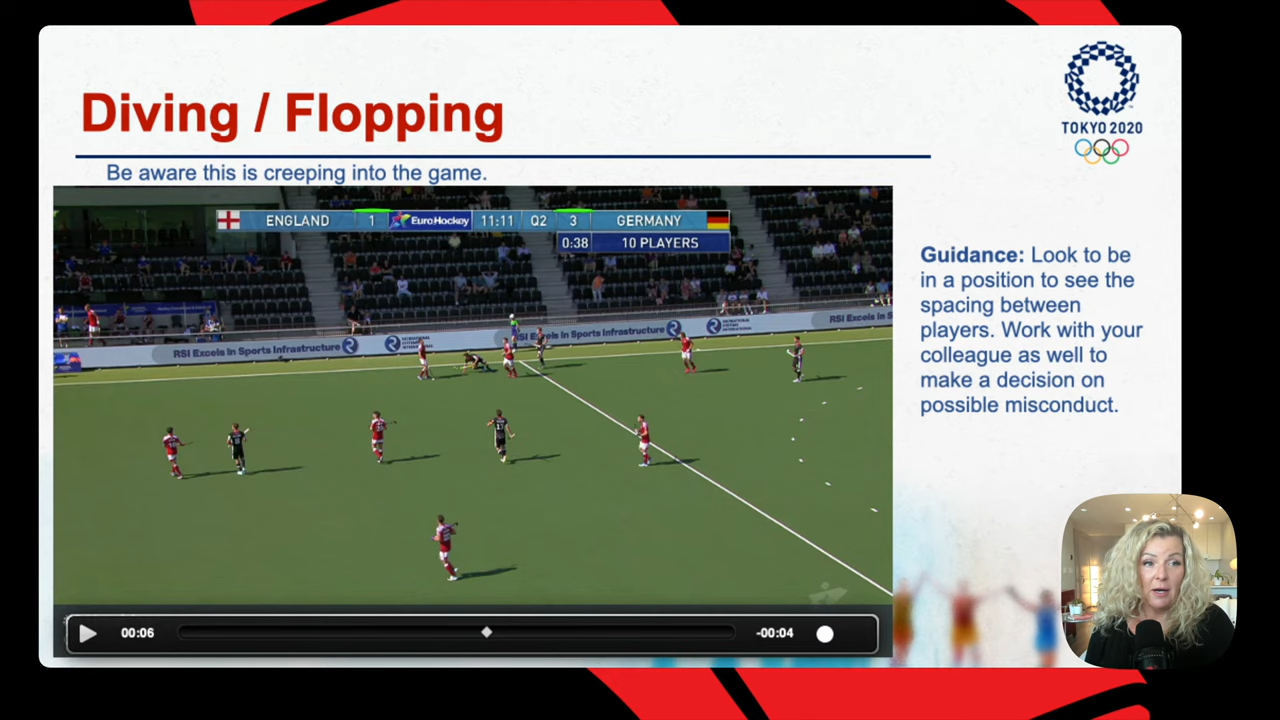 Diving / Flopping
TOKYO 2020
Be aware this is creeping into the game.
ENGLAND 1 EuroHockey 11:11 Q2 3 GERMANY
0:38 10 PLAYERS
Guidance: Look to be
in a position to see the
spacing between
players. Work with your
colleague as well to
make a decision on
possible misconduct.
RSI Excels in Sports Infrastructure
RSI Excels in Sports Infrastructure
RSI Excels in S
00:06
-00:04